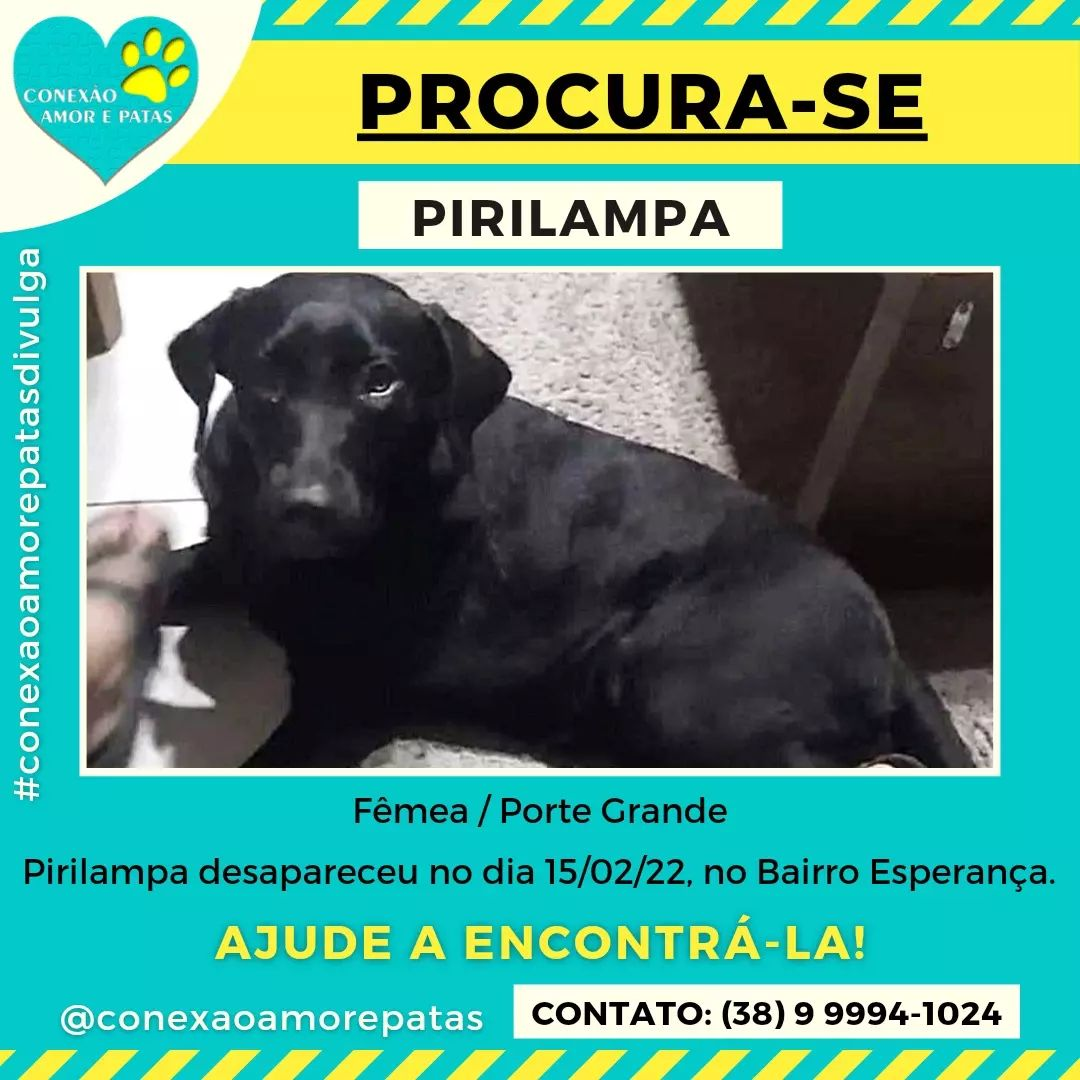 CONEXÃO
AMOR E PATAS
PROCURA-SE
PIRILAMPA
#conexaoamorepatasdivulga
Fêmea / Porte Grande
Pirilampa desapareceu no dia 15/02/22, no Bairro Esperança.
AJUDE A ENCONTRÁ-LA!
@conexaoamorepatas
CONTATO: (38) 9 9994-1024